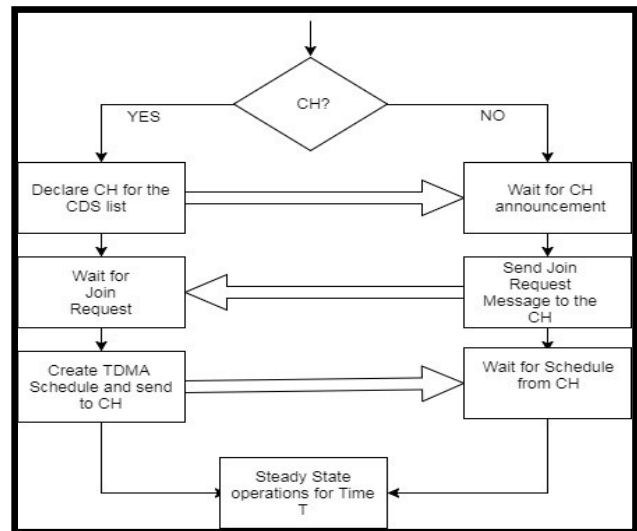 CH?
YES
NO
Declare CH for the
CDS list
Wait for CH
announcement
Wait for
Join
Request
Send Join
Request
Message to the
CH
Create TDMA
Schedule and send
to CH
Wait for Schedule
from CH
Steady State
operations for Time
T